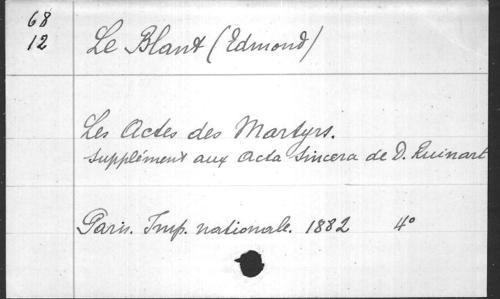 68
12
Le Blant (Edmond)
Les Actes des Martyrs.
Supplément aux Acta Sincera de D. Ruinart
Paris. Imp. nationale. 1882 4°